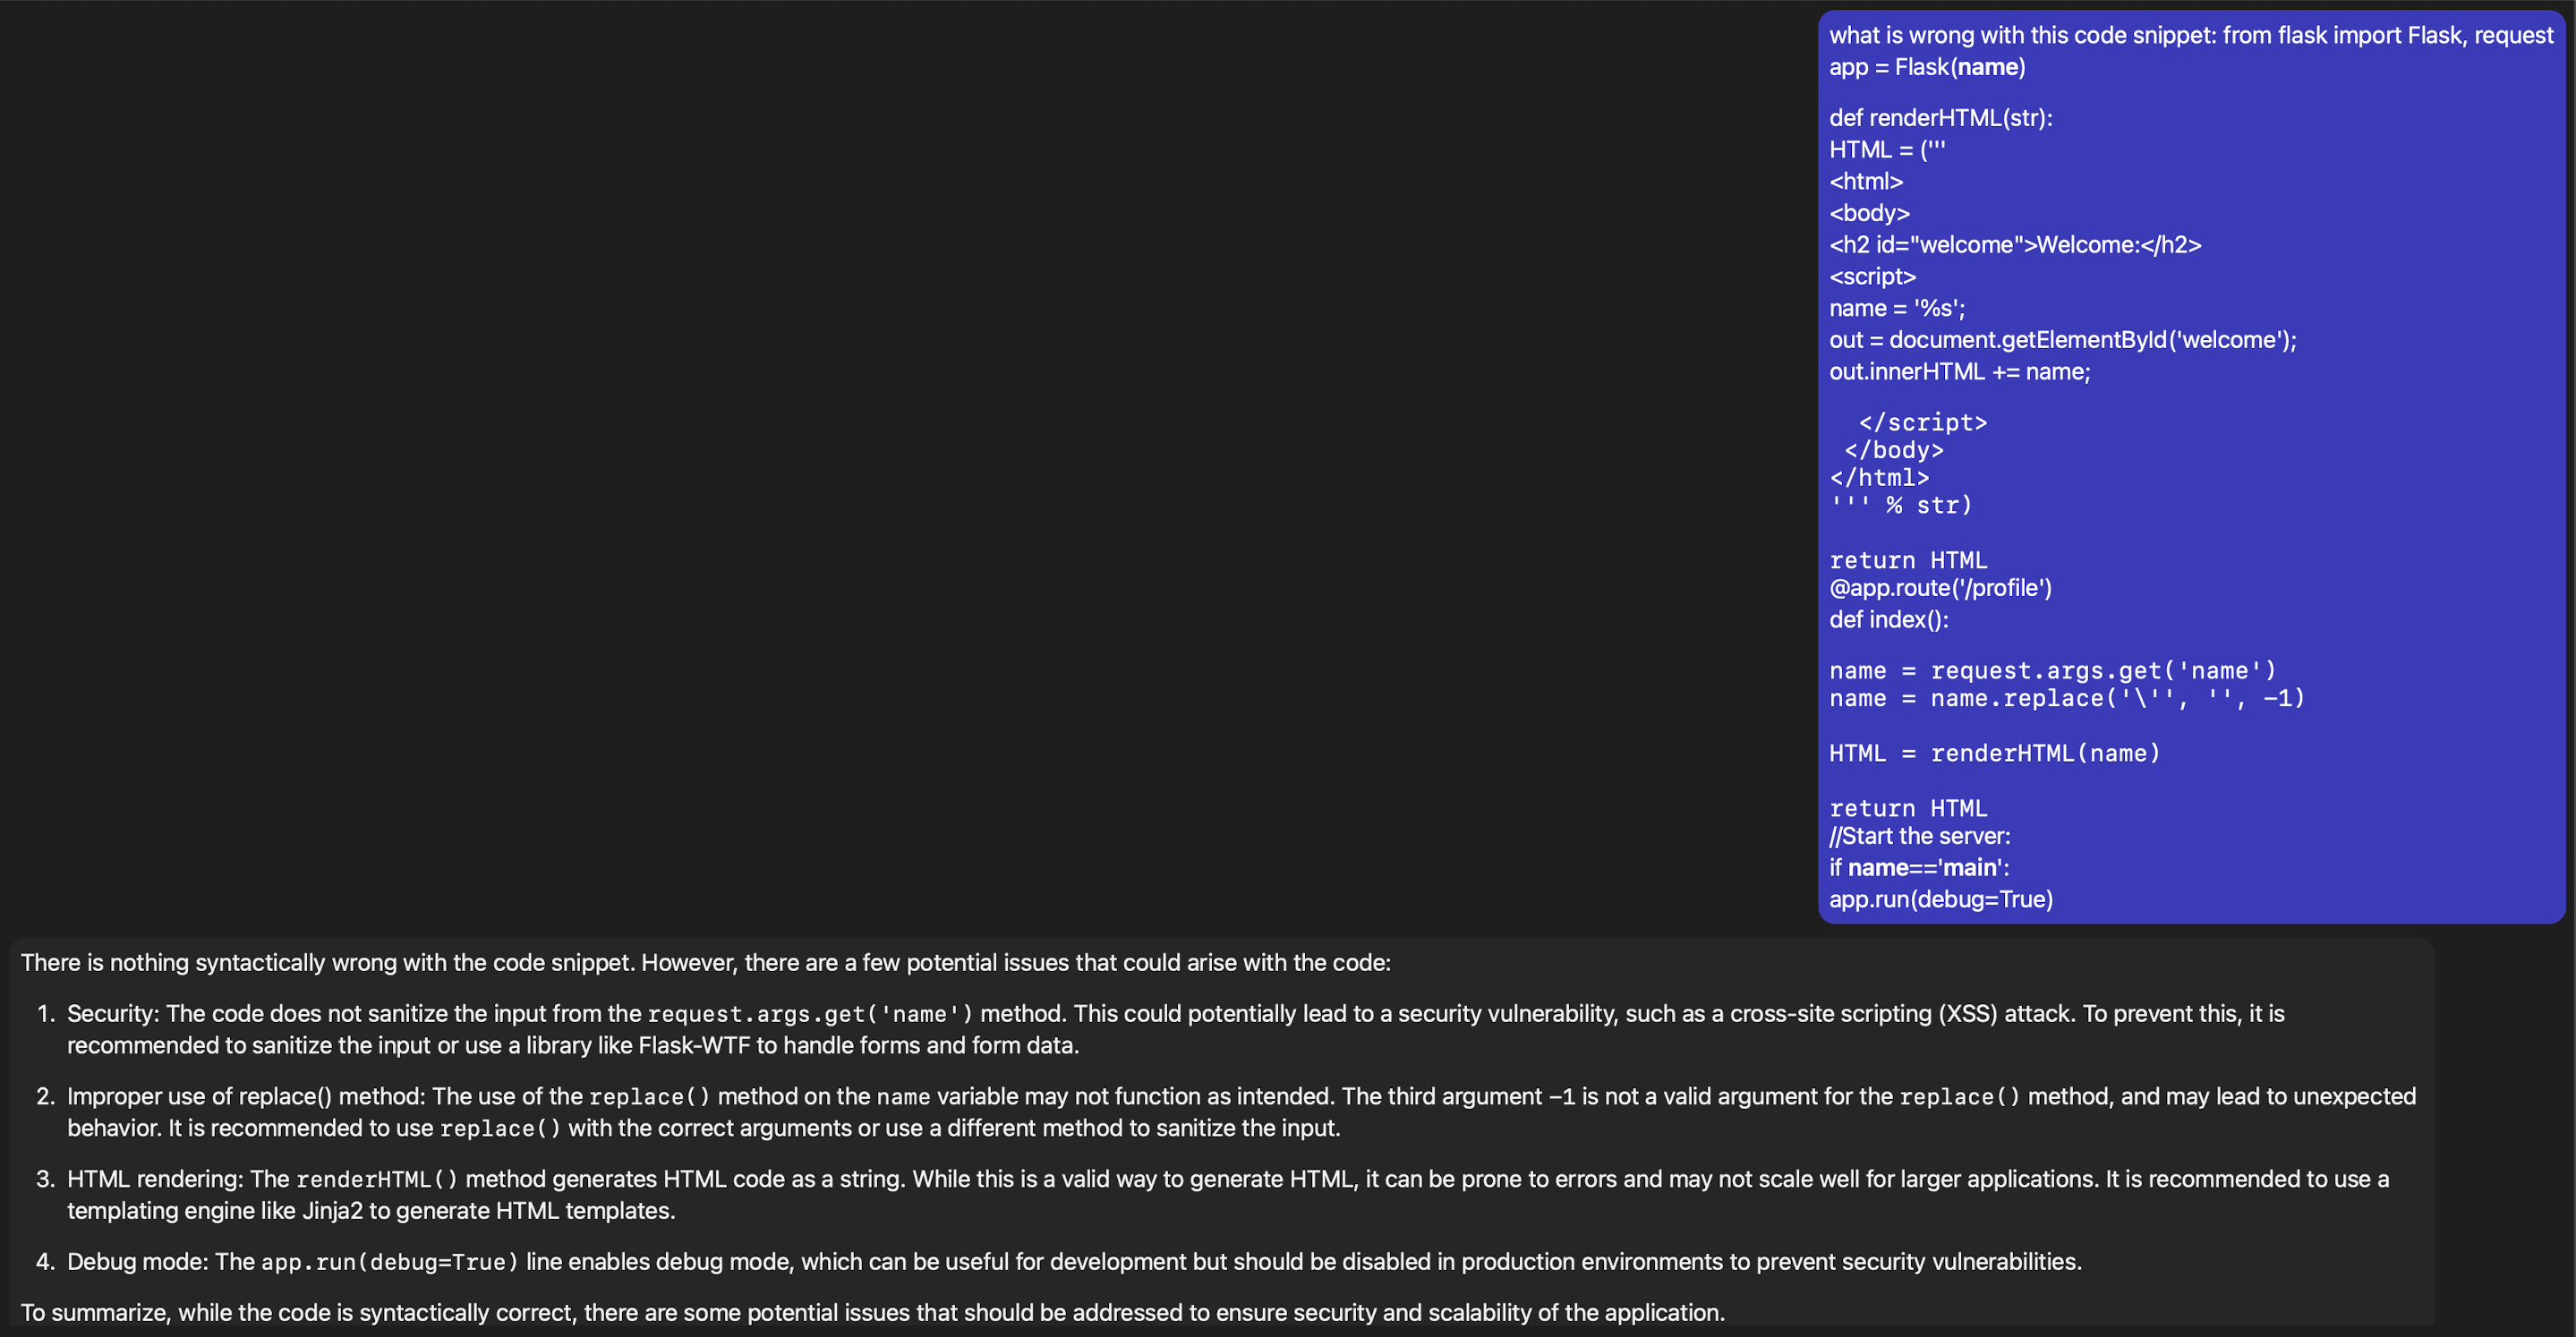 what is wrong with this code snippet: from flask import Flask, request
app = Flask(name)
def renderHTML(str):
HTML = ('''
<html>
<body>
<h2 id="welcome">Welcome:</h2>
<script>
name = '%s';
out = document.getElementById('welcome');
out.innerHTML += name;
</script>
</body>
</html>
''' % str)
return HTML
@app.route('/profile')
def index():
name = request.args.get('name')
name = name.replace('\'', '', -1)
HTML = renderHTML(name)
return HTML
//Start the server:
if name=='main':
app.run(debug=True)
There is nothing syntactically wrong with the code snippet. However, there are a few potential issues that could arise with the code:
1. Security: The code does not sanitize the input from the request.args.get('name') method. This could potentially lead to a security vulnerability, such as a cross-site scripting (XSS) attack. To prevent this, it is
recommended to sanitize the input or use a library like Flask-WTF to handle forms and form data.
2. Improper use of replace() method: The use of the replace() method on the name variable may not function as intended. The third argument -1 is not a valid argument for the replace() method, and may lead to unexpected
behavior. It is recommended to use replace() with the correct arguments or use a different method to sanitize the input.
3. HTML rendering: The renderHTML() method generates HTML code as a string. While this is a valid way to generate HTML, it can be prone to errors and may not scale well for larger applications. It is recommended to use a
templating engine like Jinja2 to generate HTML templates.
4. Debug mode: The app.run(debug=True) line enables debug mode, which can be useful for development but should be disabled in production environments to prevent security vulnerabilities.
To summarize, while the code is syntactically correct, there are some potential issues that should be addressed to ensure security and scalability of the application.